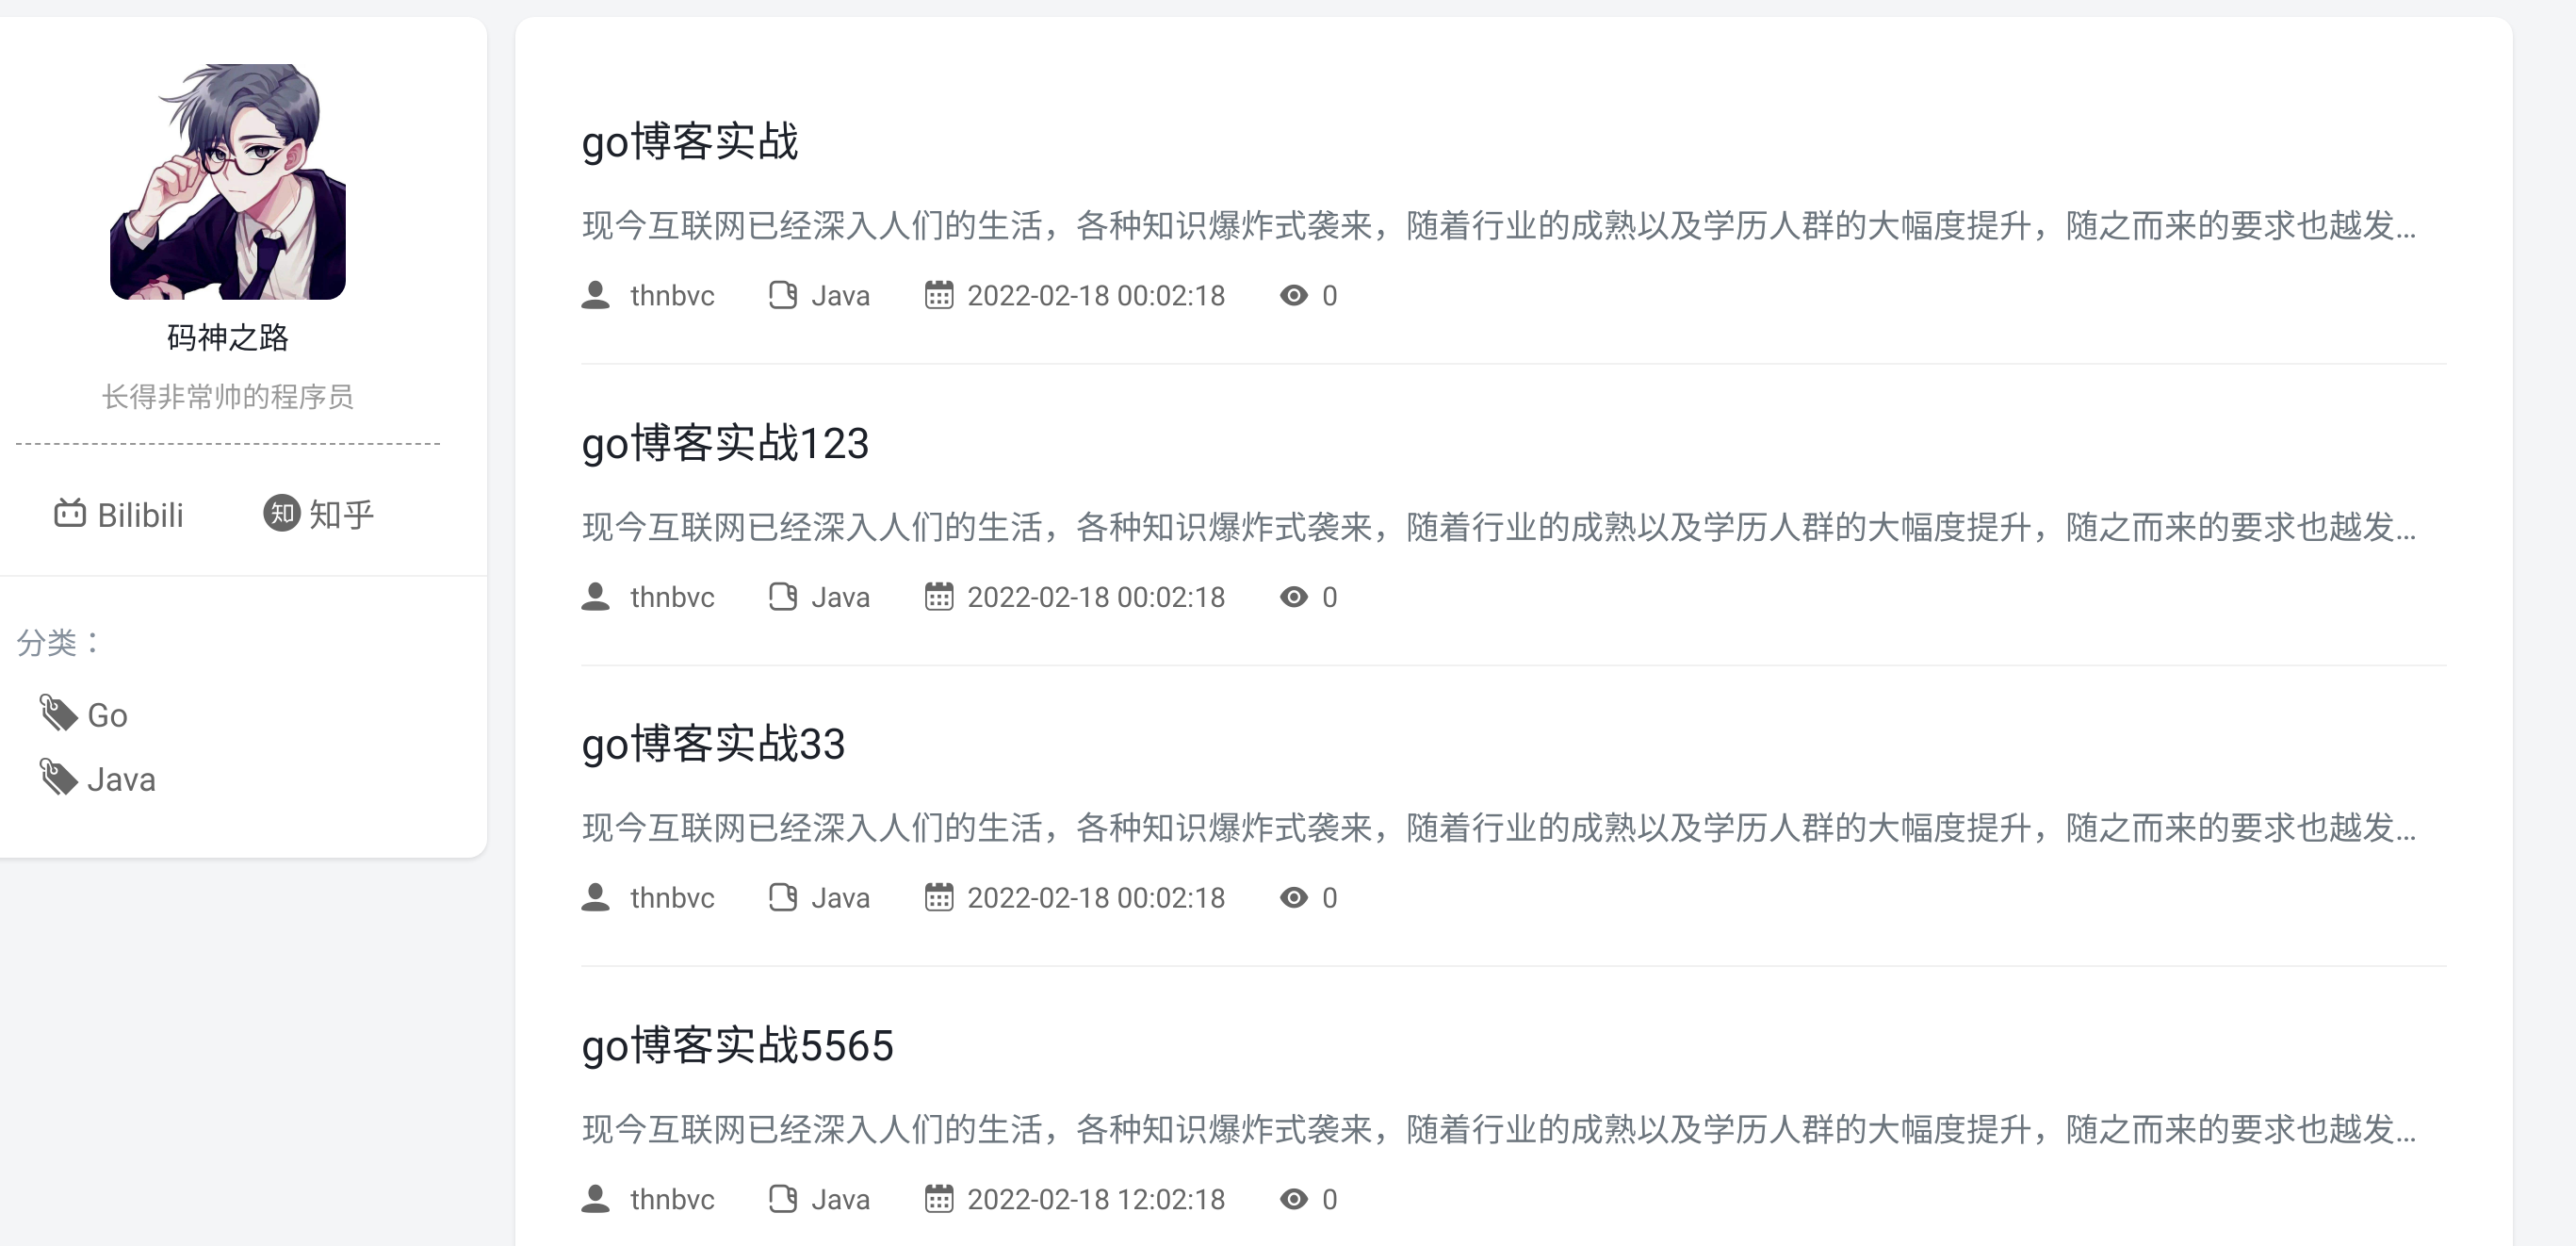 码神之路
长得非常帅的程序员
Bilibili 知 知乎
分类：
Go
Java
go博客实战
现今互联网已经深入人们的生活，各种知识爆炸式袭来，随着行业的成熟以及学历人群的大幅度提升，随之而来的要求也越发...
thnbvc Java 2022-02-18 00:02:18 0
go博客实战123
现今互联网已经深入人们的生活，各种知识爆炸式袭来，随着行业的成熟以及学历人群的大幅度提升，随之而来的要求也越发...
thnbvc Java 2022-02-18 00:02:18 0
go博客实战33
现今互联网已经深入人们的生活，各种知识爆炸式袭来，随着行业的成熟以及学历人群的大幅度提升，随之而来的要求也越发...
thnbvc Java 2022-02-18 00:02:18 0
go博客实战5565
现今互联网已经深入人们的生活，各种知识爆炸式袭来，随着行业的成熟以及学历人群的大幅度提升，随之而来的要求也越发...
thnbvc Java 2022-02-18 12:02:18 0